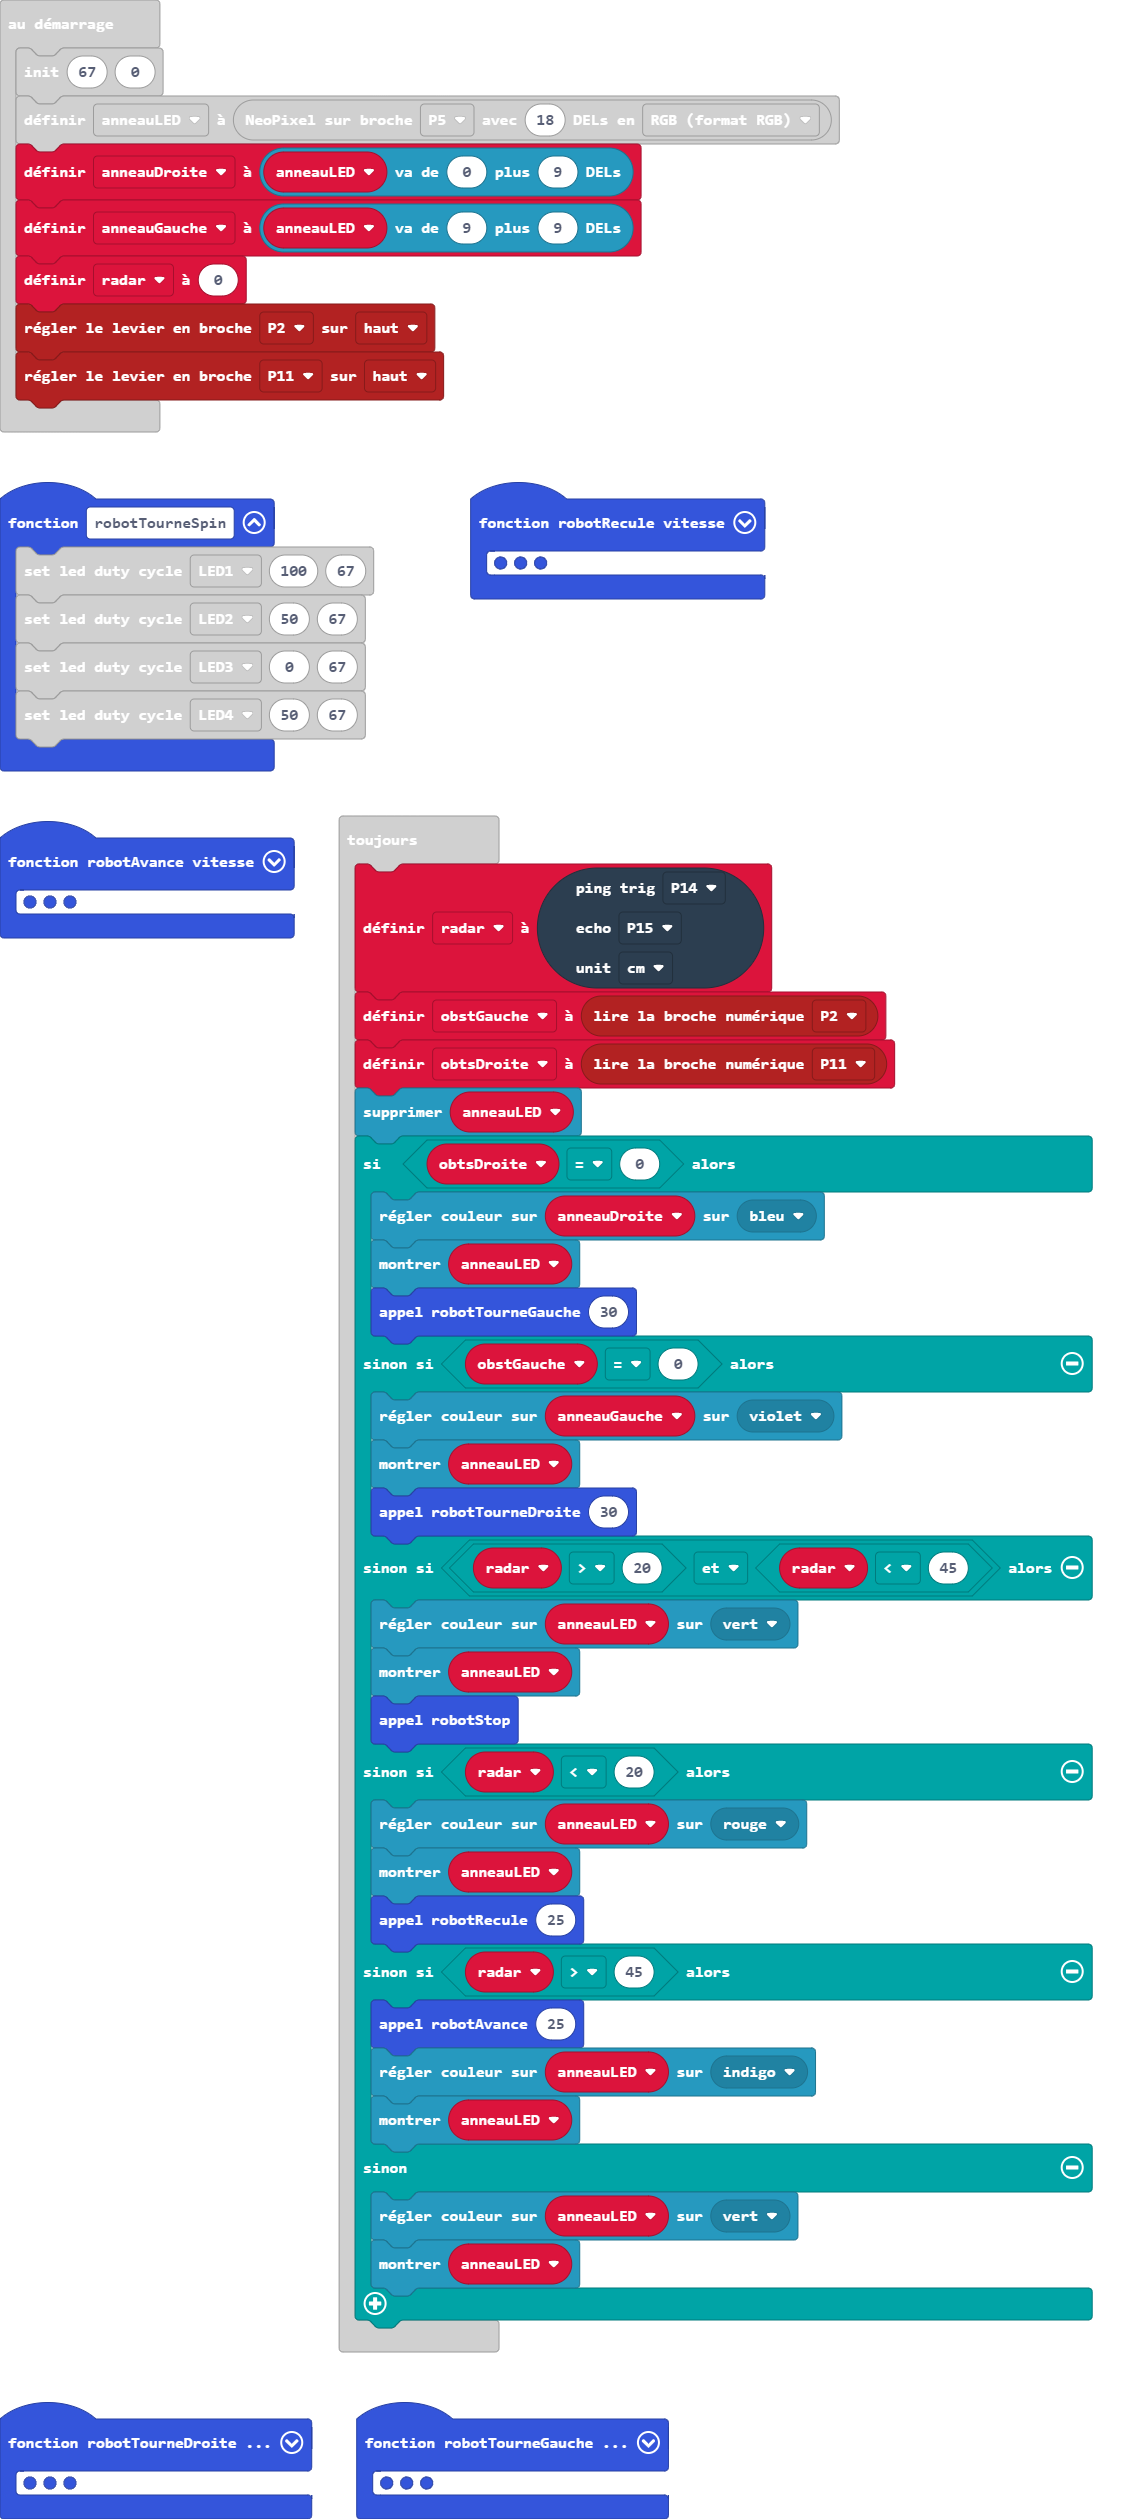 au démarrage
init 67 0
définir anneauLED à NeoPixel sur broche P5 avec 18 DELs en RGB (format RGB)
définir anneauDroite à anneauLED va de 0 plus 9 DELs
définir anneauGauche à anneauLED va de 9 plus 9 DELs
définir radar à 0
régler le levier en broche P2 sur haut
régler le levier en broche P11 sur haut
fonction robotTourneSpin
set led duty cycle LED1 100 67
set led duty cycle LED2 50 67
set led duty cycle LED3 0 67
set led duty cycle LED4 50 67
fonction robotRecule vitesse
fonction robotAvance vitesse
toujours
définir radar à ping trig P14
echo P15
unit cm
définir obstGauche à lire la broche numérique P2
définir obtsDroite à lire la broche numérique P11
supprimer anneauLED
si obtsDroite = 0 alors
régler couleur sur anneauDroite sur bleu
montrer anneauLED
appel robotTourneGauche 30
sinon si obstGauche = 0 alors
régler couleur sur anneauGauche sur violet
montrer anneauLED
appel robotTourneDroite 30
sinon si radar > 20 et radar < 45 alors
régler couleur sur anneauLED sur vert
montrer anneauLED
appel robotStop
sinon si radar < 20 alors
régler couleur sur anneauLED sur rouge
montrer anneauLED
appel robotRecule 25
sinon si radar > 45 alors
appel robotAvance 25
régler couleur sur anneauLED sur indigo
montrer anneauLED
sinon
régler couleur sur anneauLED sur vert
montrer anneauLED
fonction robotTourneDroite ...
fonction robotTourneGauche ...